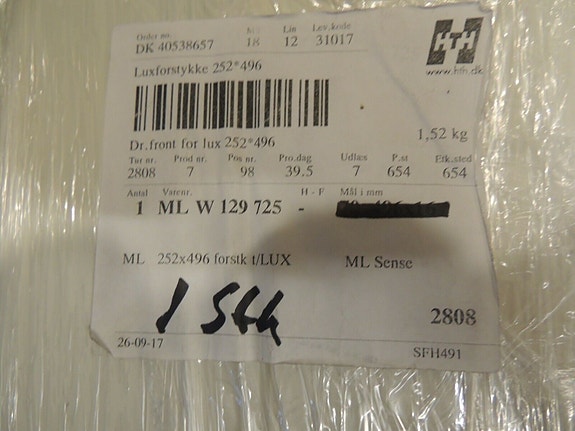 Order no. Lin Lev.kode
DK 40538657 18 12 31017
HTH
www.hth.dk
Luxforstykke 252*496
Dr.front for lux 252*496 1,52 kg
Tur nr. Prod nr. Pos nr. Pro.dag Udlæs P.st Efk.sted
2808 7 98 39.5 7 654 654
Antal Varenr. H - F Mål i mm
1 ML W 129 725 -
ML 252x496 forstk t/LUX ML Sense
1 Stk
2808
26-09-17 SFH491